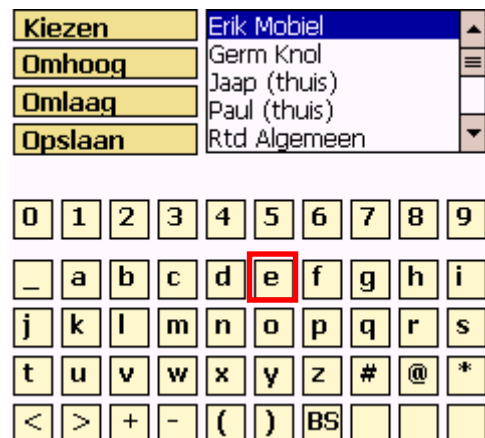 Kiezen
Omhoog
Omlaag
Opslaan
Erik Mobiel
Germ Knol
Jaap (thuis)
Paul (thuis)
Rtd Algemeen
0 1 2 3 4 5 6 7 8 9
_ a b c d e f g h i
j k l m n o p q r s
t u v w x y z # @ *
< > + - ( ) BS